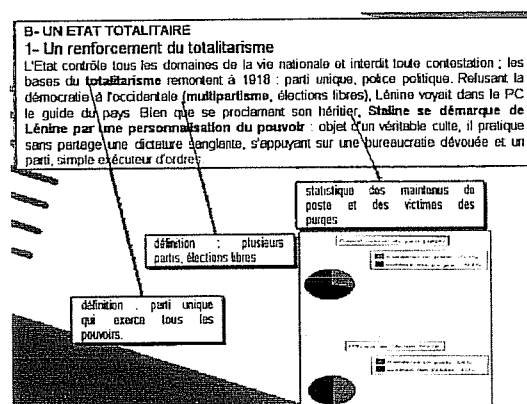 B- UN ETAT TOTALITAIRE
1- Un renforcement du totalitarisme
L'Etat contrôle tous les domaines de la vie nationale et interdit toute contestation ; les
bases du totalitarisme remontent à 1918 : parti unique, police politique. Refusant la
démocratie à l'occidentale (multipartisme, élections libres), Lénine voyait dans le PC
le guide du pays Bien que se proclamant son héritier, Staline se démarque de
Lénine par une personnalisation du pouvoir : objet d'un véritable culte, il pratique
sans partage une dictature sanglante, s'appuyant sur une bureaucratie dévouée et un
parti, simple exécuteur d'ordres
statistique des maintenus de
poste et des victimes des
purges
définition : plusieurs
partis, élections libres
définition : parti unique
qui exerce tous les
pouvoirs.